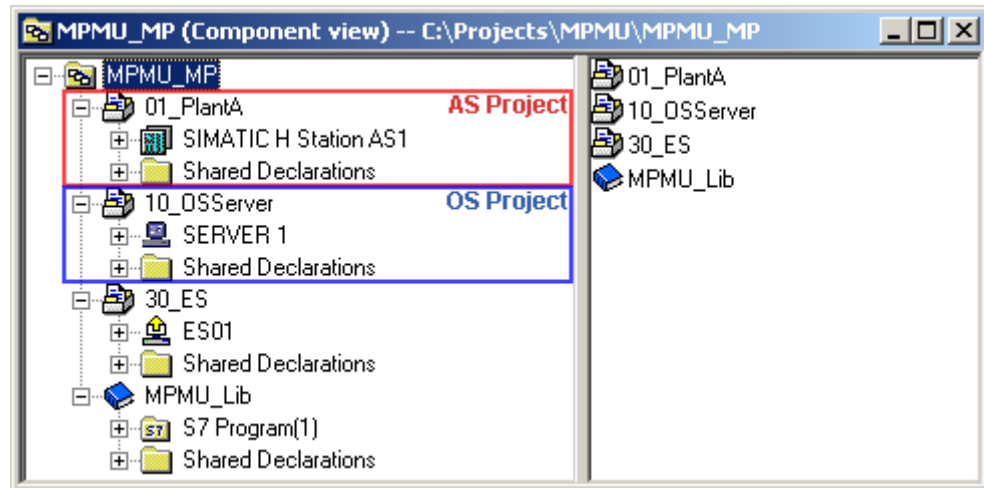 MPMU_MP (Component view) -- C:\Projects\MPMU\MPMU_MP
MPMU_MP
01_PlantA AS Project
SIMATIC H Station AS1
Shared Declarations
10_OSServer OS Project
SERVER 1
Shared Declarations
30_ES
ES01
Shared Declarations
MPMU_Lib
S7 S7 Program(1)
Shared Declarations
01_PlantA
10_OSServer
30_ES
MPMU_Lib